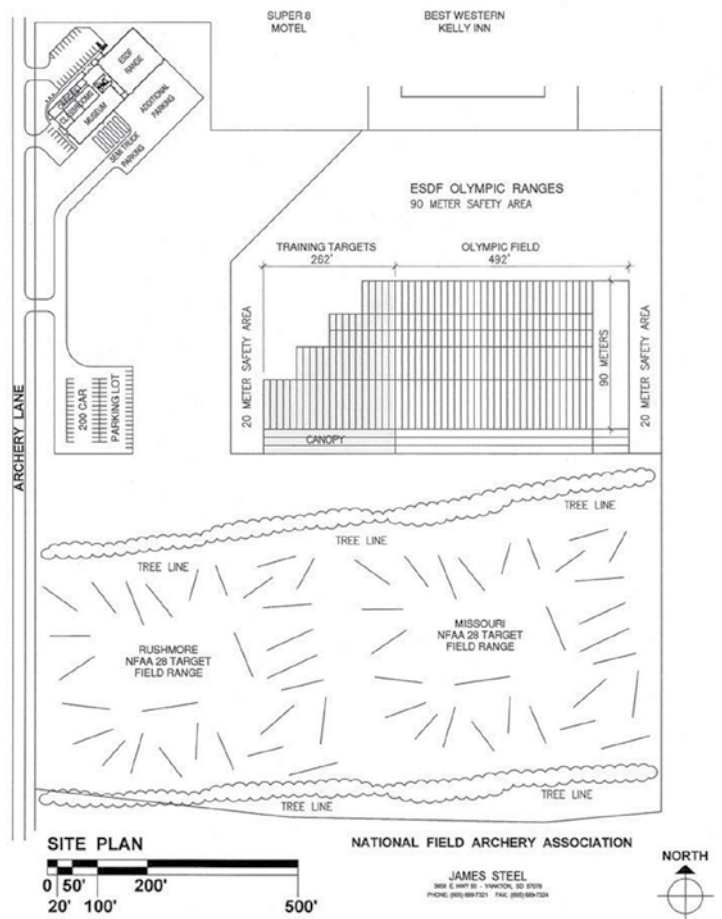 SUPER 8
MOTEL
BEST WESTERN
KELLY INN
ESDF
RANGE
CLASSROOMS
MUSEUM
ADDITIONAL
PARKING
SEMI TRUCK
PARKING
ESDF OLYMPIC RANGES
90 METER SAFETY AREA
TRAINING TARGETS
262'
OLYMPIC FIELD
492'
20 METER SAFETY AREA
90 METERS
20 METER SAFETY AREA
CANOPY
200 CAR
PARKING LOT
ARCHERY LANE
TREE LINE
TREE LINE
TREE LINE
RUSHMORE
NFAA 28 TARGET
FIELD RANGE
MISSOURI
NFAA 28 TARGET
FIELD RANGE
TREE LINE
TREE LINE
SITE PLAN
0 50' 200' 500'
20' 100'
NATIONAL FIELD ARCHERY ASSOCIATION
JAMES STEEL
NORTH